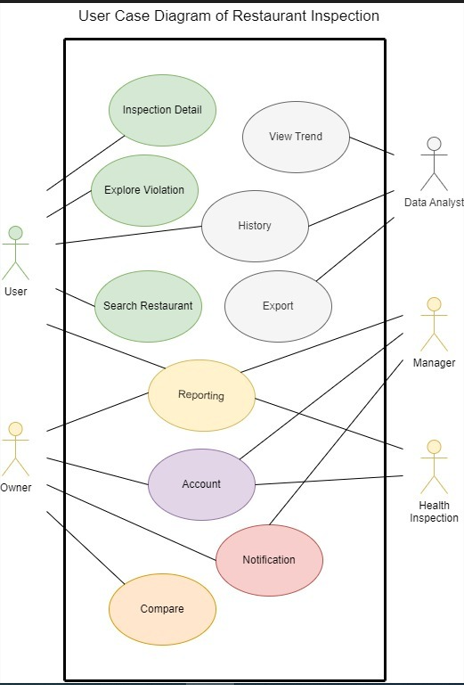 User Case Diagram of Restaurant Inspection
Inspection Detail
View Trend
Explore Violation
Data Analyst
History
User
Search Restaurant
Export
Manager
Reporting
Owner
Account
Health
Inspection
Notification
Compare